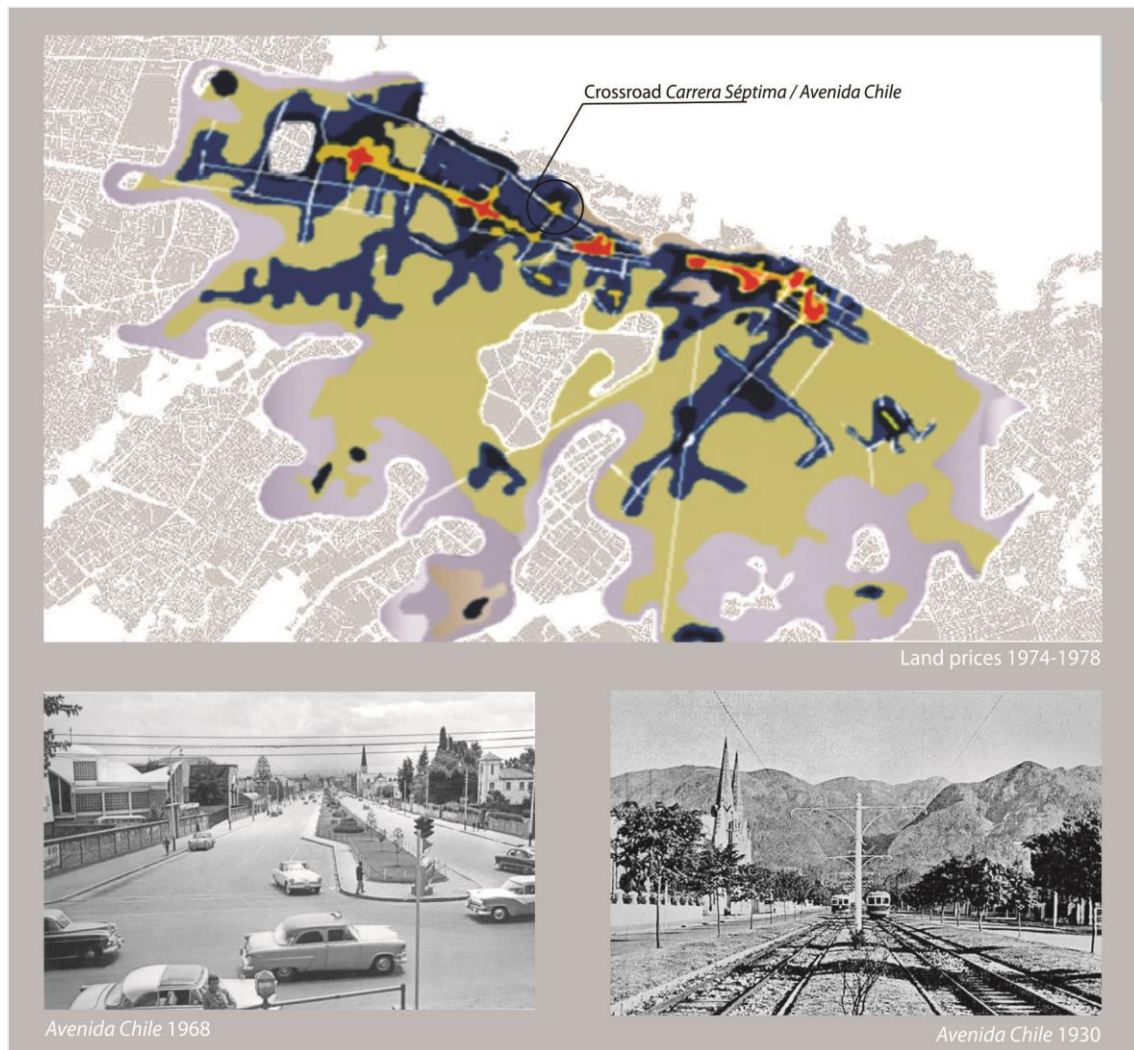 Crossroad Carrera Séptima / Avenida Chile
Land prices 1974-1978
Avenida Chile 1968
Avenida Chile 1930